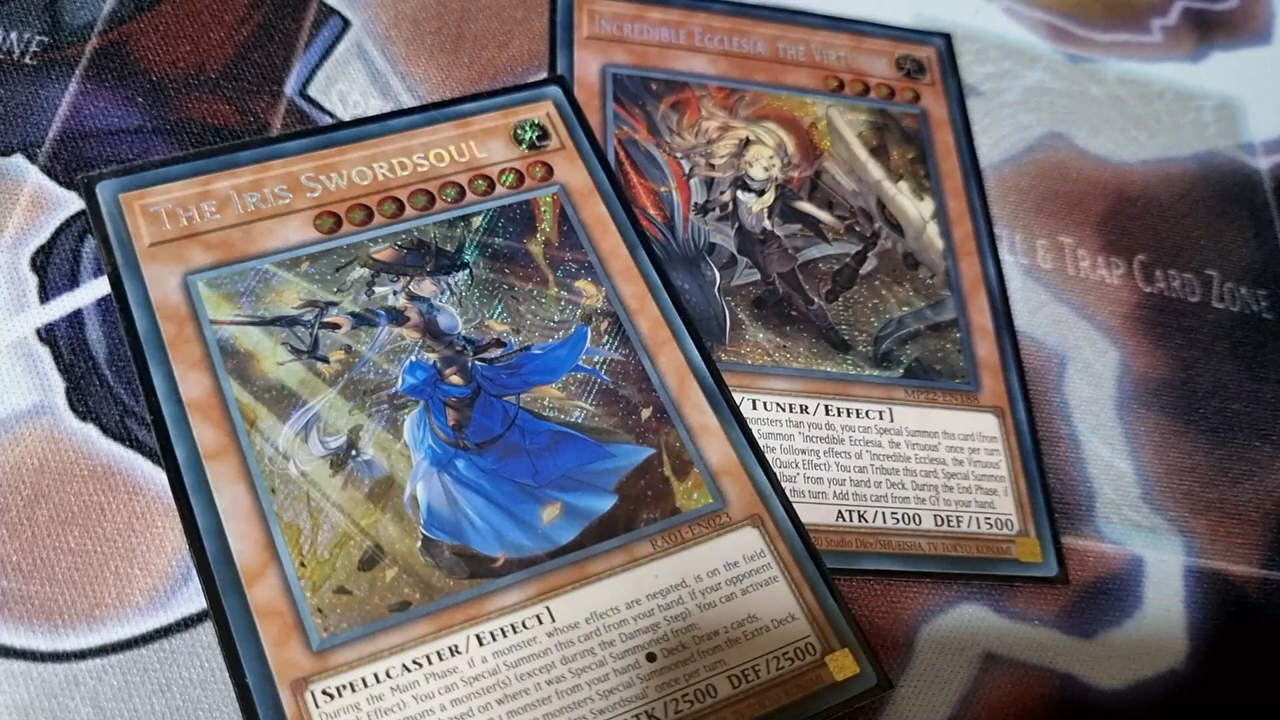 ZONE
THE IRIS SWORDSOUL
RA01-EN023
[SPELLCASTER/EFFECT]
During the Main Phase, if a monster, whose effects are negated, is on the field
Effect): You can Special Summon this card from your hand. If your opponent
mons a monster(s) (except during the Damage Step): You can activate
based on where it was Special Summoned from;
monster from your hand. ● Deck: Draw 2 cards.
monsters Special Summoned from the Extra Deck.
Swordsoul" once per turn.
ATK/2500 DEF/2500
INCREDIBLE ECCLESIA, THE VIRTU
MP22-EN188
/TUNER/EFFECT]
monsters than you do, you can Special Summon this card (from
Summon "Incredible Ecclesia, the Virtuous" once per turn
the following effects of "Incredible Ecclesia, the Virtuous"
(Quick Effect): You can Tribute this card; Special Summon
lbaz" from your hand or Deck. During the End Phase, if
this turn: Add this card from the GY to your hand.
ATK/1500 DEF/1500
20 Studio Dice/SHUEISHA, TV TOKYO, KONAMI
& TRAP CARD ZONE